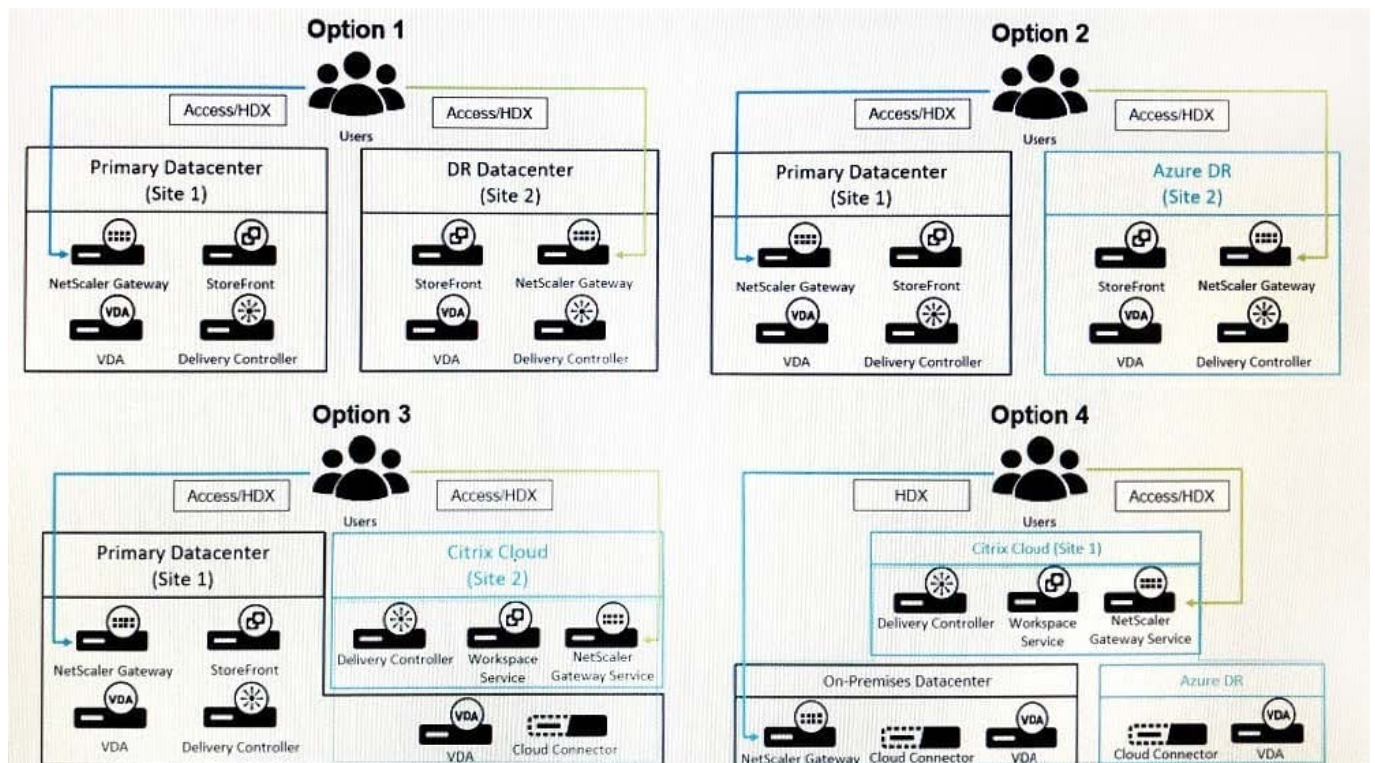 Option 1
Access/HDX
Access/HDX
Users
Primary Datacenter
(Site 1)
DR Datacenter
(Site 2)
NetScaler Gateway
StoreFront
StoreFront
NetScaler Gateway
VDA
VDA
VDA
Delivery Controller
VDA
Delivery Controller
Option 2
Access/HDX
Access/HDX
Users
Primary Datacenter
(Site 1)
Azure DR
(Site 2)
NetScaler Gateway
StoreFront
StoreFront
NetScaler Gateway
VDA
VDA
VDA
Delivery Controller
VDA
Delivery Controller
Option 3
Access/HDX
Access/HDX
Users
Primary Datacenter
(Site 1)
Citrix Cloud
(Site 2)
NetScaler Gateway
StoreFront
Delivery Controller
Workspace
Service
NetScaler
Gateway Service
VDA
VDA
Delivery Controller
VDA
VDA
Cloud Connector
Option 4
HDX
Access/HDX
Users
Citrix Cloud (Site 1)
Delivery Controller
Workspace
Service
NetScaler
Gateway Service
On-Premises Datacenter
Azure DR
NetScaler Gateway
Cloud Connector
VDA
VDA
Cloud Connector
VDA
VDA